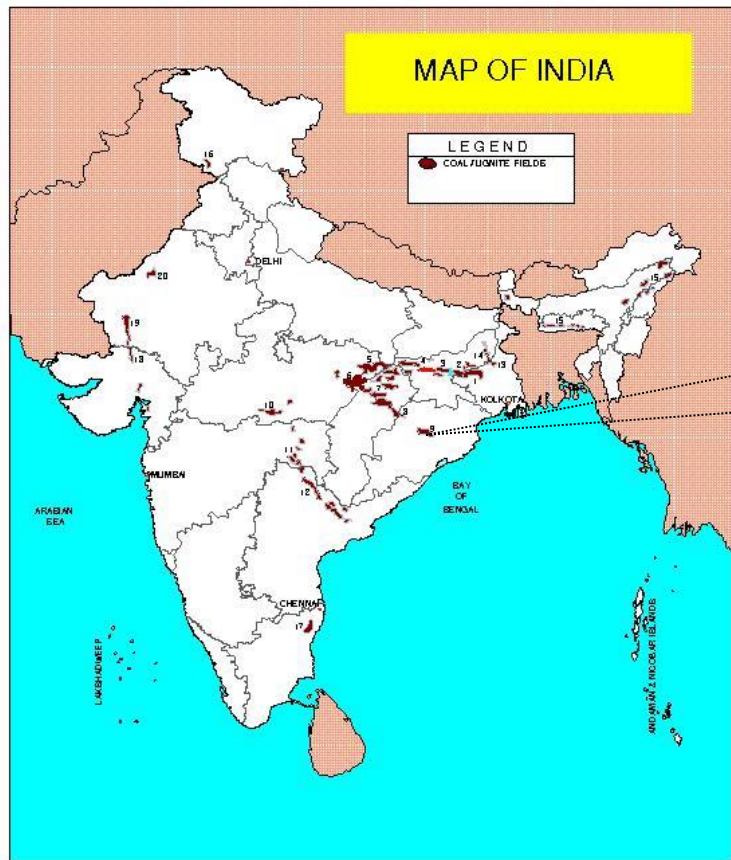 MAP OF INDIA
LEGEND
COAL/LIGNITE FIELDS
16
DELHI
20
15
19
15
18
5
4
3
2
14
13
6
1
7
KOLKOTA
10
8
9
11
MUMBAI
12
BAY
OF
BENGAL
ARABIAN
SEA
CHENNAI
17
LAKSHADWEEP
ANDAMAN & NICOBAR ISLANDS